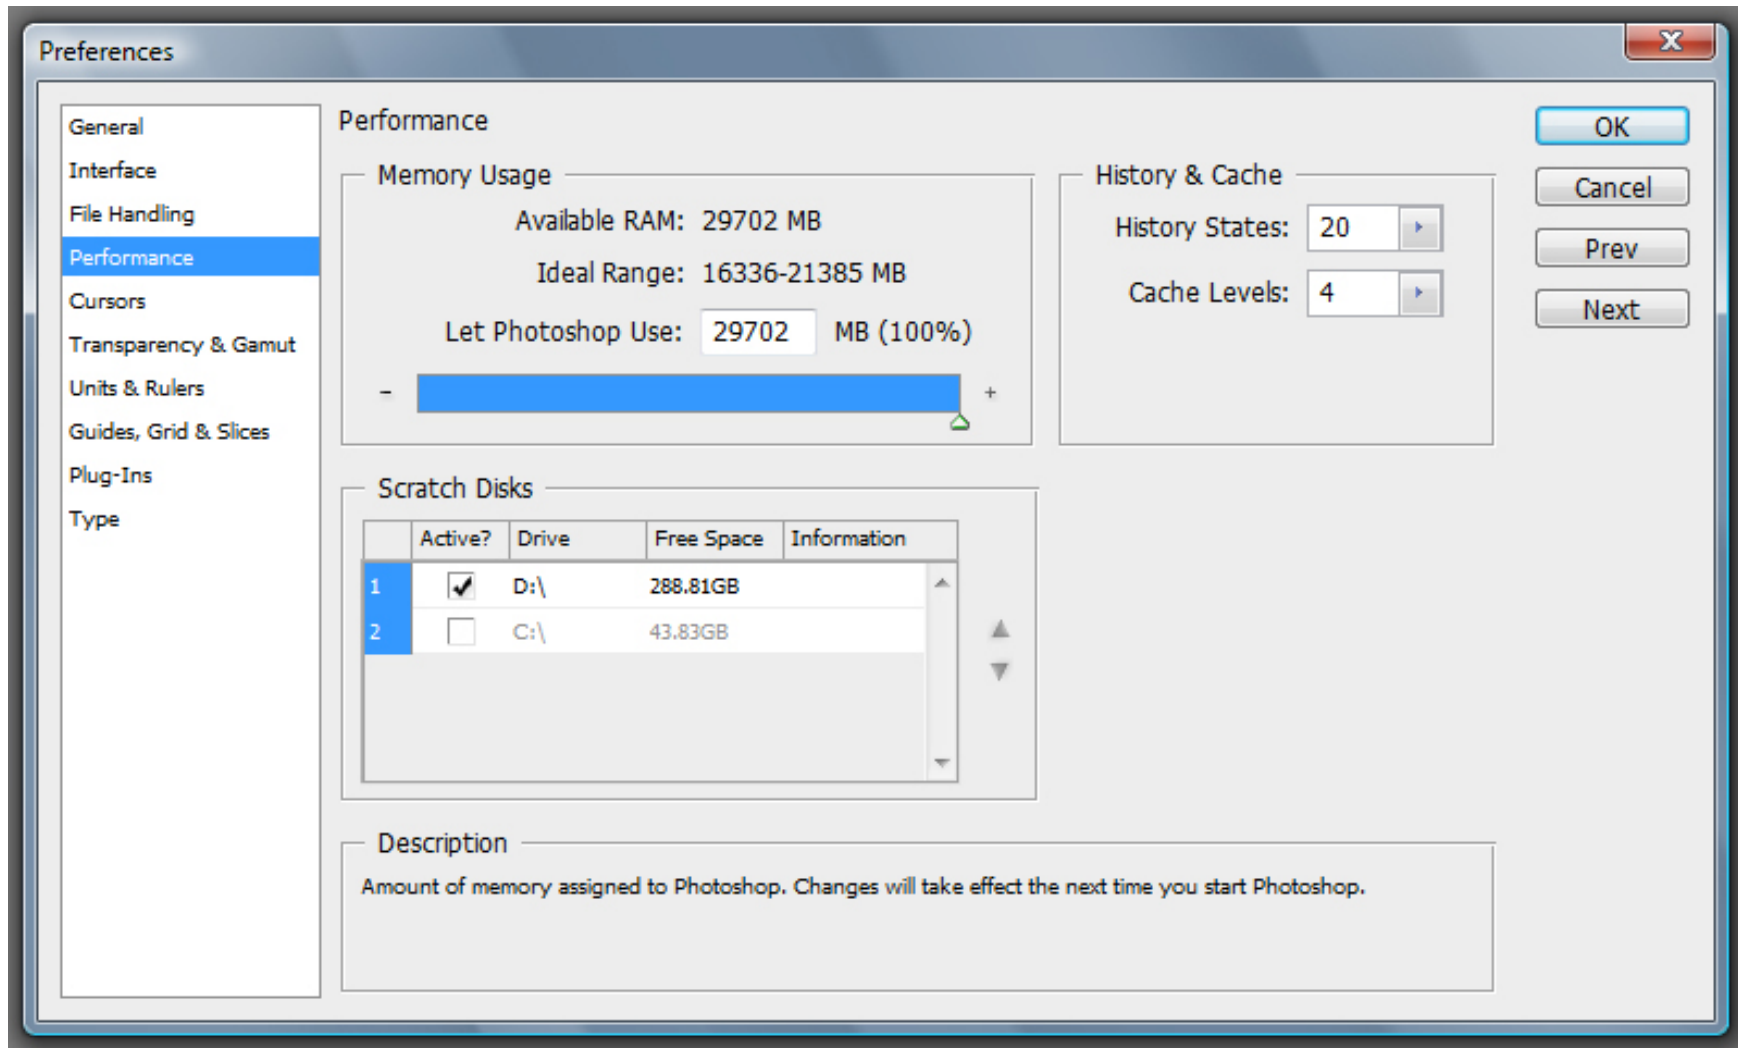 Preferences
General
Interface
File Handling
Performance
Cursors
Transparency & Gamut
Units & Rulers
Guides, Grid & Slices
Plug-Ins
Type
Performance
Memory Usage
Available RAM: 29702 MB
Ideal Range: 16336-21385 MB
Let Photoshop Use: 29702 MB (100%)
- +
History & Cache
History States: 20
Cache Levels: 4
Scratch Disks
Active? Drive Free Space Information
1 D:\ 288.81GB
2 C:\ 43.83GB
Description
Amount of memory assigned to Photoshop. Changes will take effect the next time you start Photoshop.
OK
Cancel
Prev
Next